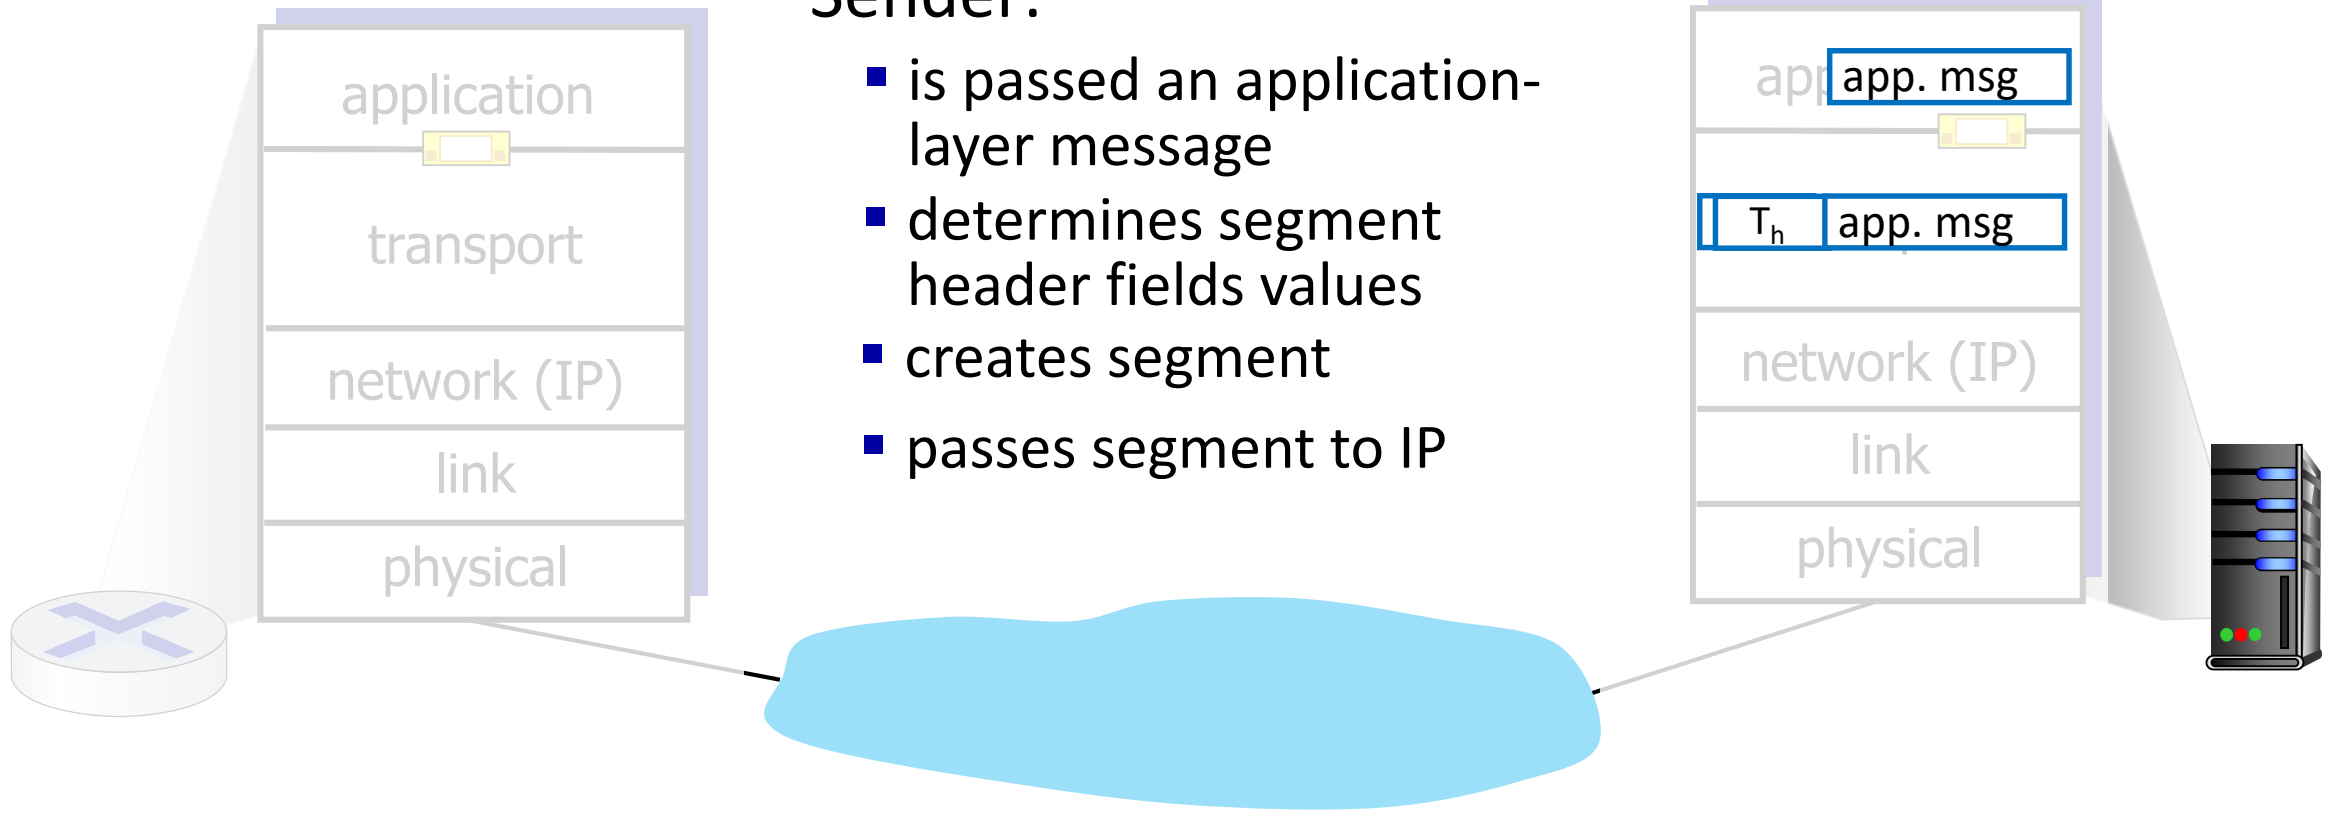 application
transport
network (IP)
link
physical
Sender:
is passed an application-
layer message
determines segment
header fields values
creates segment
passes segment to IP
app. msg
Th app. msg
network (IP)
link
physical